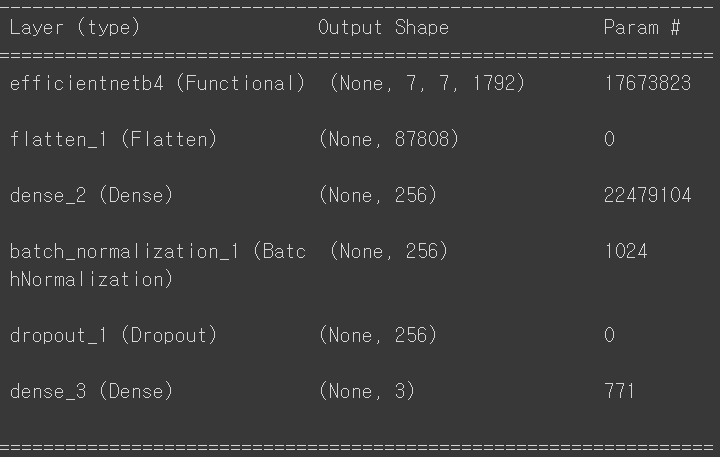 Layer (type) Output Shape Param #
=================================================================
efficientnetb4 (Functional) (None, 7, 7, 1792) 17673823
flatten_1 (Flatten) (None, 87808) 0
dense_2 (Dense) (None, 256) 22479104
batch_normalization_1 (Batc (None, 256) 1024
hNormalization)
dropout_1 (Dropout) (None, 256) 0
dense_3 (Dense) (None, 3) 771
=================================================================